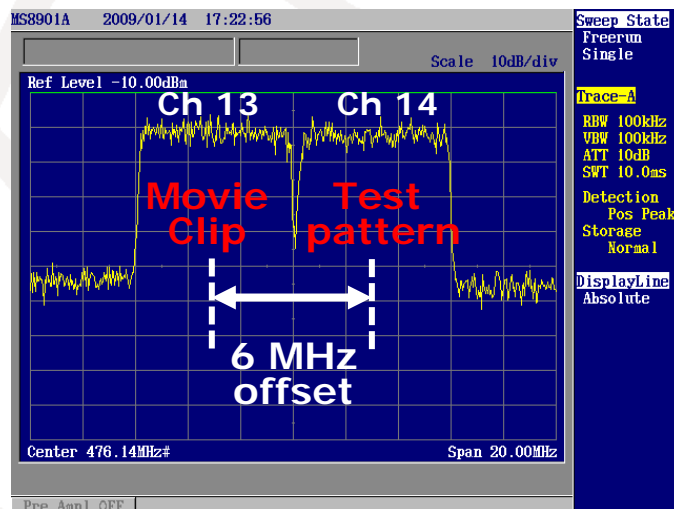 MS8901A 2009/01/14 17:22:56
Scale 10dB/div
Ref Level -10.00dBm
Ch 13 Ch 14
Movie Clip
Test pattern
6 MHz
offset
Center 476.14MHz# Span 20.00MHz
Pre Ampl OFF
Sweep State
Freerun
Single
Trace-A
RBW 100kHz
VBW 100kHz
ATT 10dB
SWT 10.0ms
Detection
Pos Peak
Storage
Normal
DisplayLine
Absolute